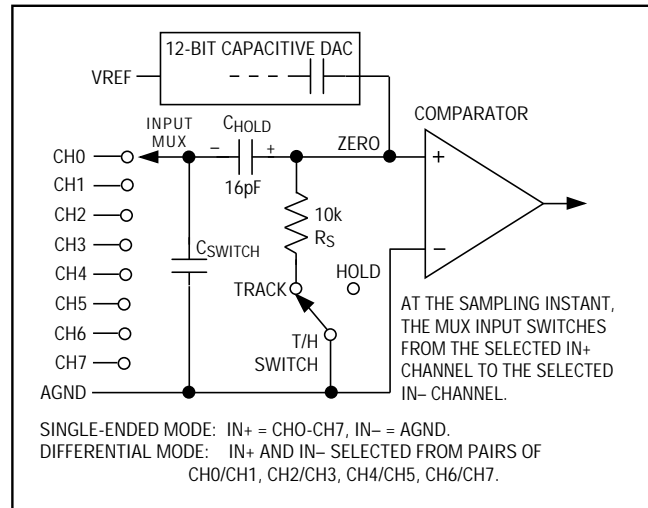 12-BIT CAPACITIVE DAC
VREF
COMPARATOR
INPUT
MUX
– CHOLD +
ZERO
16pF
CH0
CH1
CH2
CH3
CH4
CH5
CH6
CH7
AGND
CSWITCH
10k
RS
HOLD
TRACK
T/H
SWITCH
+
–
AT THE SAMPLING INSTANT,
THE MUX INPUT SWITCHES
FROM THE SELECTED IN+
CHANNEL TO THE SELECTED
IN– CHANNEL.
SINGLE-ENDED MODE: IN+ = CHO-CH7, IN– = AGND.
DIFFERENTIAL MODE: IN+ AND IN– SELECTED FROM PAIRS OF
CH0/CH1, CH2/CH3, CH4/CH5, CH6/CH7.